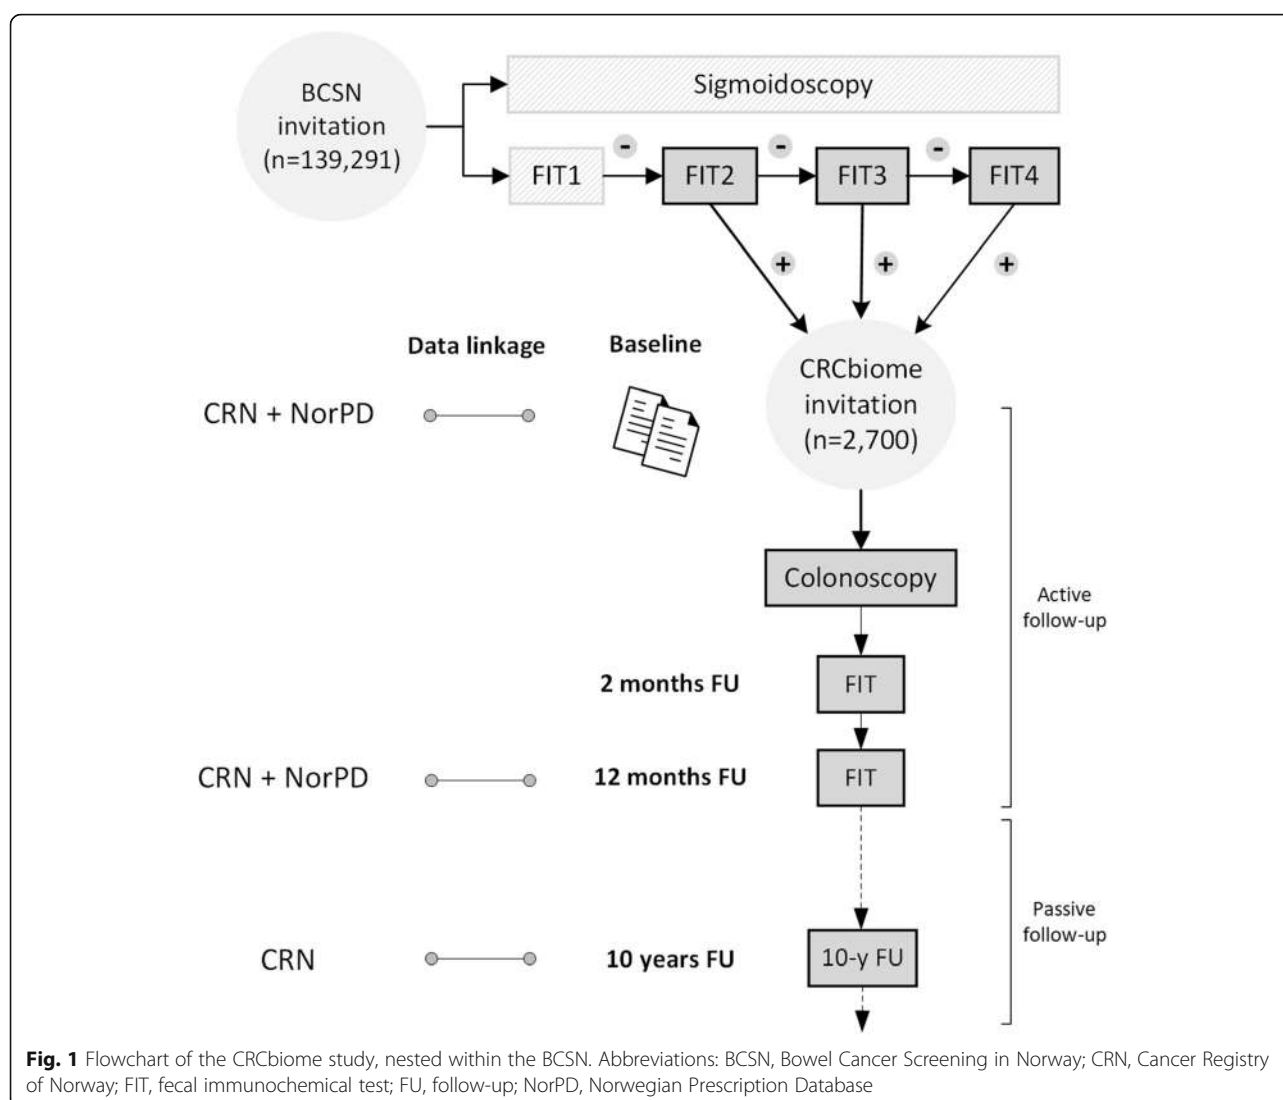 BCSN
invitation
(n=139,291)
Sigmoidoscopy
FIT1
-
FIT2
-
FIT3
-
FIT4
+
+
+
Data linkage
Baseline
CRCbiome
invitation
(n=2,700)
CRN + NorPD
Colonoscopy
Active
follow-up
2 months FU
FIT
CRN + NorPD
12 months FU
FIT
Passive
follow-up
CRN
10 years FU
10-y FU
Fig. 1 Flowchart of the CRCbiome study, nested within the BCSN. Abbreviations: BCSN, Bowel Cancer Screening in Norway; CRN, Cancer Registry
of Norway; FIT, fecal immunochemical test; FU, follow-up; NorPD, Norwegian Prescription Database